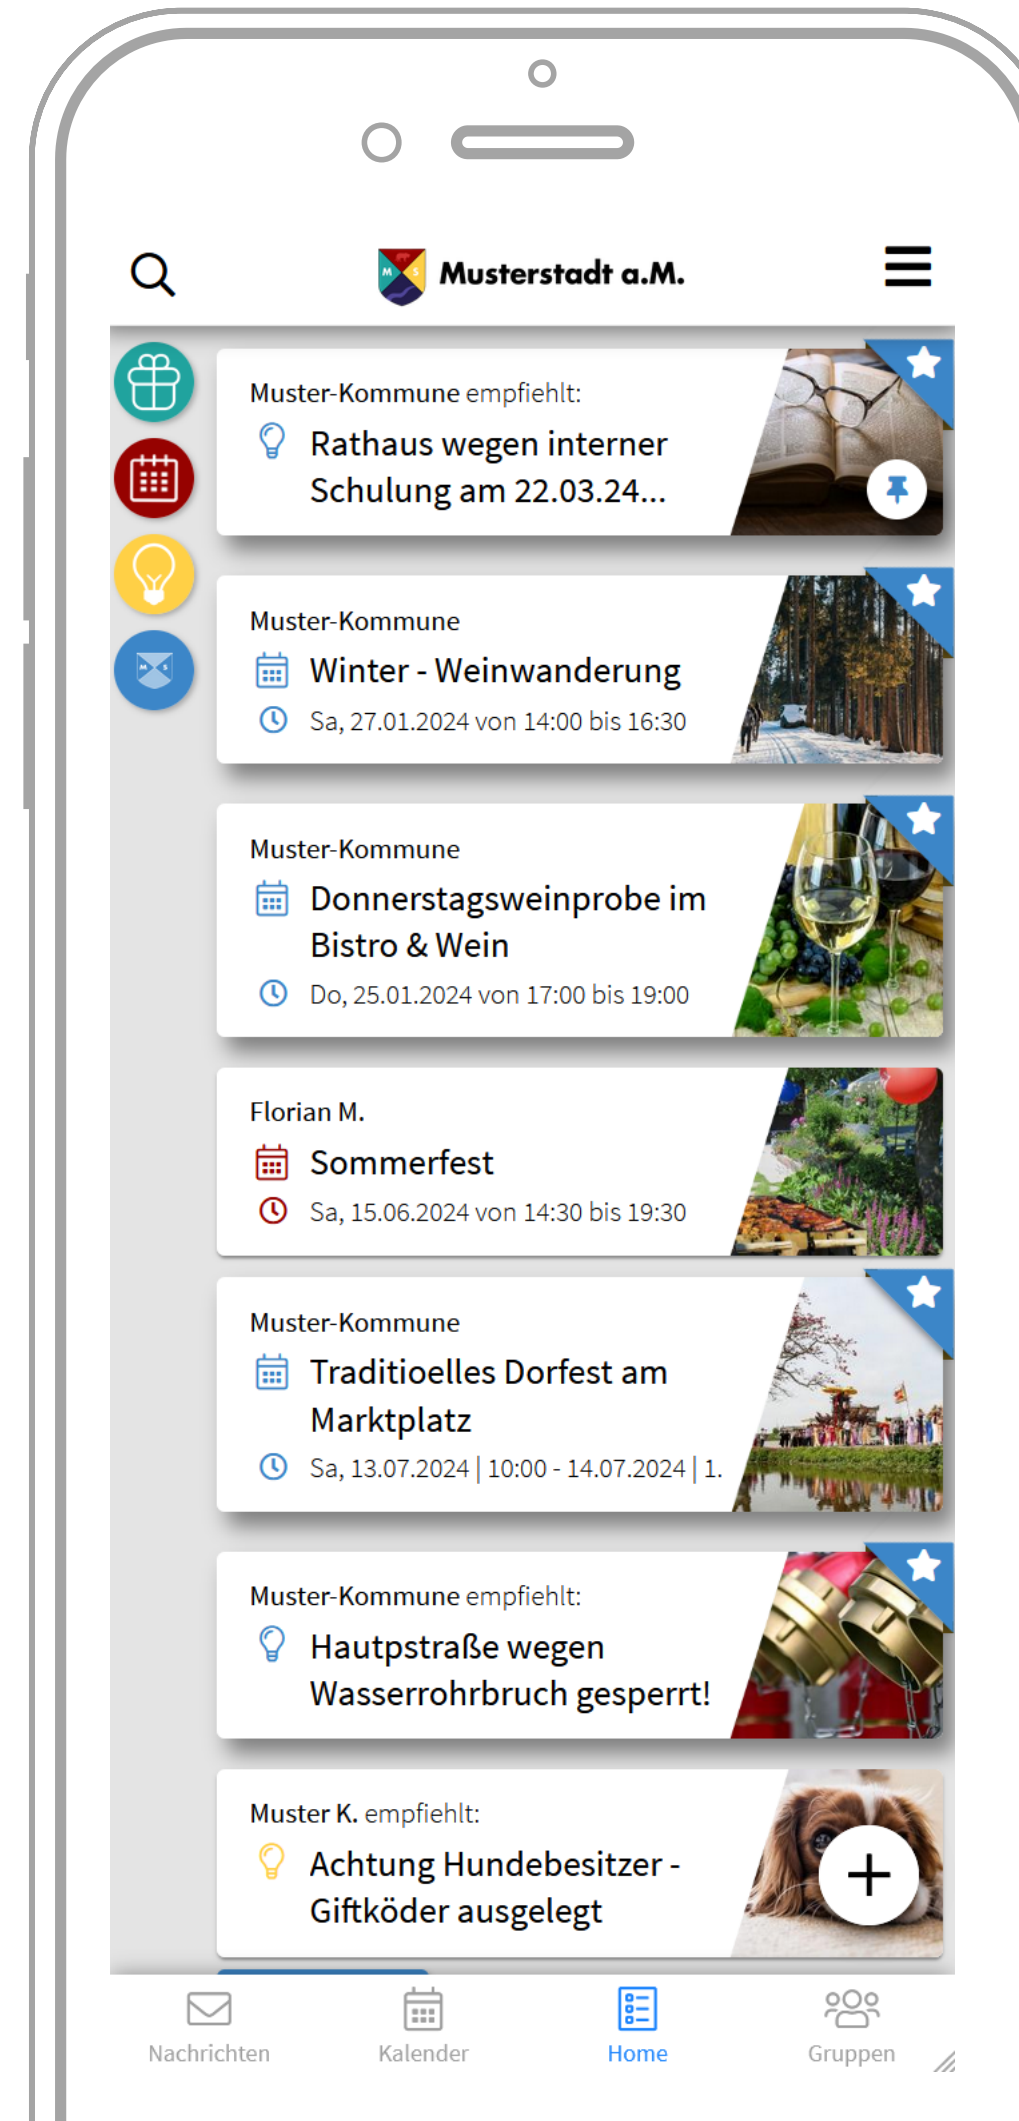 Musterstadt a.M.
M S
Muster-Kommune empfiehlt:
Rathaus wegen interner
Schulung am 22.03.24...
M S
Muster-Kommune
Winter - Weinwanderung
Sa, 27.01.2024 von 14:00 bis 16:30
Muster-Kommune
Donnerstagsweinprobe im
Bistro & Wein
Do, 25.01.2024 von 17:00 bis 19:00
Florian M.
Sommerfest
Sa, 15.06.2024 von 14:30 bis 19:30
Muster-Kommune
Traditioelles Dorfest am
Marktplatz
Sa, 13.07.2024 | 10:00 - 14.07.2024 | 1.
Muster-Kommune empfiehlt:
Hautpstraße wegen
Wasserrohrbruch gesperrt!
Muster K. empfiehlt:
Achtung Hundebesitzer -
Giftköder ausgelegt
Nachrichten
Kalender
Home
Gruppen